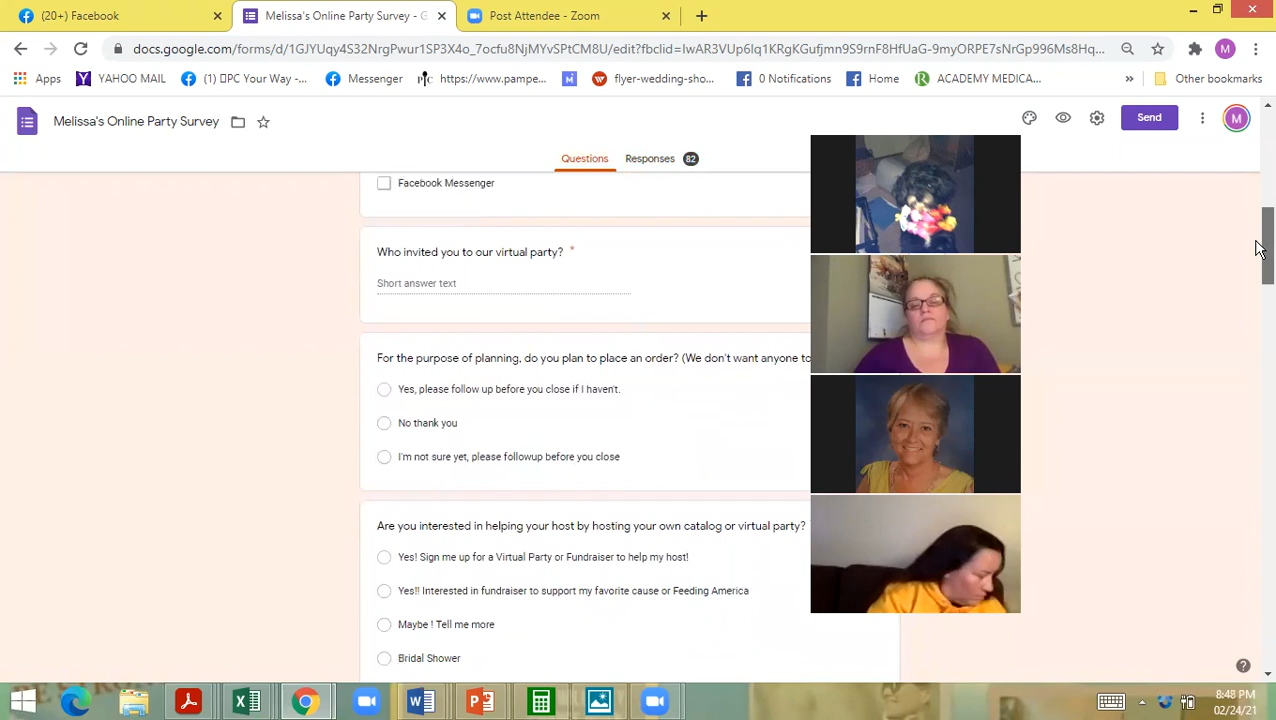 (20+) Facebook
Melissa's Online Party Survey - G
Post Attendee - Zoom
docs.google.com/forms/d/1GJYUqy4S32NrgPwur1SP3X4o_7ocfu8NjMYvSPtCM8U/edit?fbclid=IwAR3VUp6lq1KRgKGufjmn9S9rnF8HfUaG-9myORPE7sNrGp996Ms8Hq...
Apps
YAHOO MAIL
(1) PC Your Way -...
Messenger
https://www.pampe...
flyer-wedding-sho...
0 Notifications
Home
ACADEMY MEDICA...
»
Other bookmarks
Melissa's Online Party Survey
Send
M
Questions
Responses 82
Facebook Messenger
Who invited you to our virtual party? *
Short answer text
For the purpose of planning, do you plan to place an order? (We don't want anyone to
Yes, please follow up before you close if I haven't.
No thank you
I'm not sure yet, please followup before you close
Are you interested in helping your host by hosting your own catalog or virtual party?
Yes! Sign me up for a Virtual Party or Fundraiser to help my host!
Yes!! Interested in fundraiser to support my favorite cause or Feeding America
Maybe ! Tell me more
Bridal Shower
8:48 PM
02/24/21